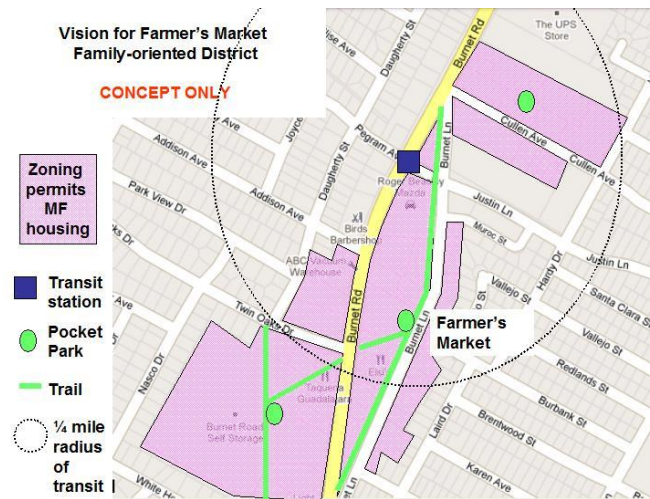 Vision for Farmer's Market
Family-oriented District
CONCEPT ONLY
Zoning
permits
MF
housing
Transit
station
Pocket
Park
Trail
¼ mile
radius
of
transit
The UPS
Store
Burnet Rd
Daugherty St
Ave
Joyce
Pegram Ave
Addison Ave
Addison Ave
Park View Dr
Daugherty St
Burnet Ln
Cullen Ave
Cullen Ave
Roger Beasley
Mazda
Justin Ln
Muroc St
Justin Ln
Hardy Dr
Birds
Barbershop
ABC Vacuum
Warehouse
Vallejo St
Santa Clara St
Vallejo St
Twin Oaks Dr
Burnet Rd
Burnet Ln
Farmer's
Market
Redlands St
Nasco Dr
Taqueria
Guadalajara
Burnet Road
Self Storage
Laird Dr
Burbank St
Brentwood St
Karen Ave
White